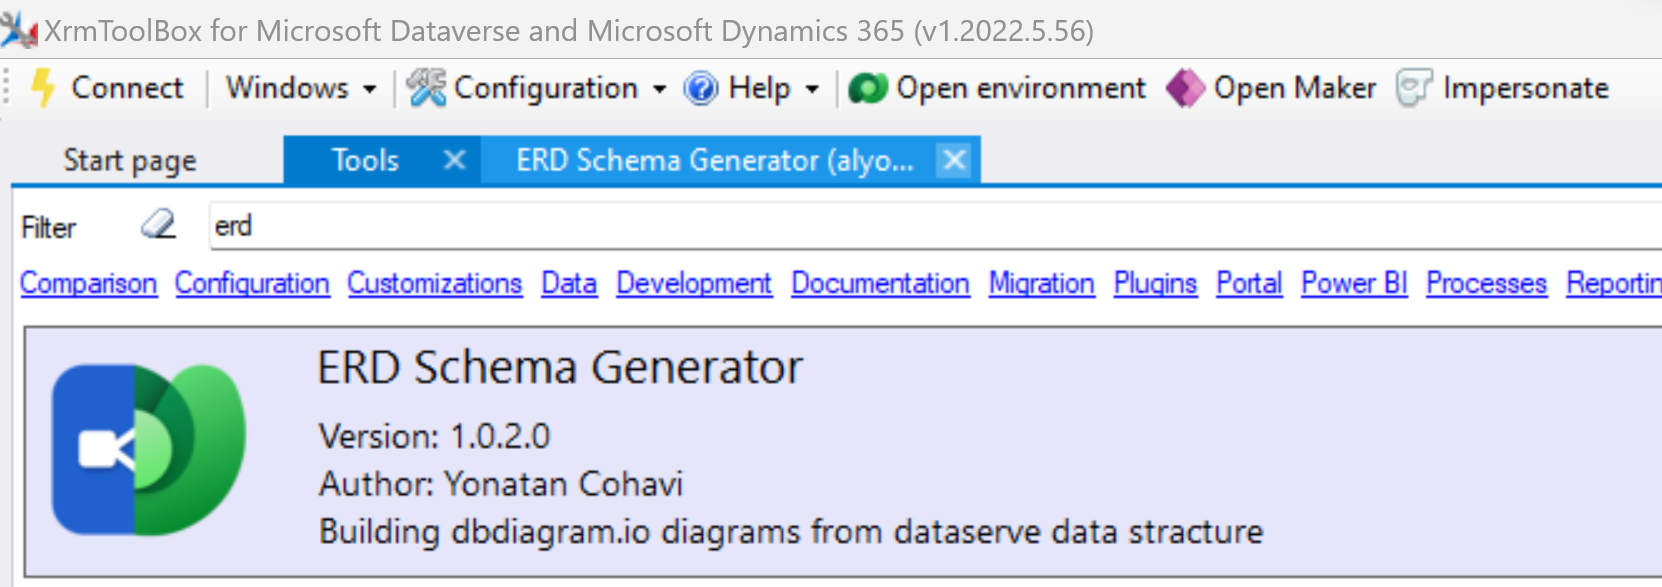 XrmToolBox for Microsoft Dataverse and Microsoft Dynamics 365 (v1.2022.5.56)
Connect Windows Configuration Help Open environment Open Maker Impersonate
Start page Tools ERD Schema Generator (alyo...
Filter erd
Comparison Configuration Customizations Data Development Documentation Migration Plugins Portal Power BI Processes Reportin
ERD Schema Generator
Version: 1.0.2.0
Author: Yonatan Cohavi
Building dbdiagram.io diagrams from dataserve data stracture